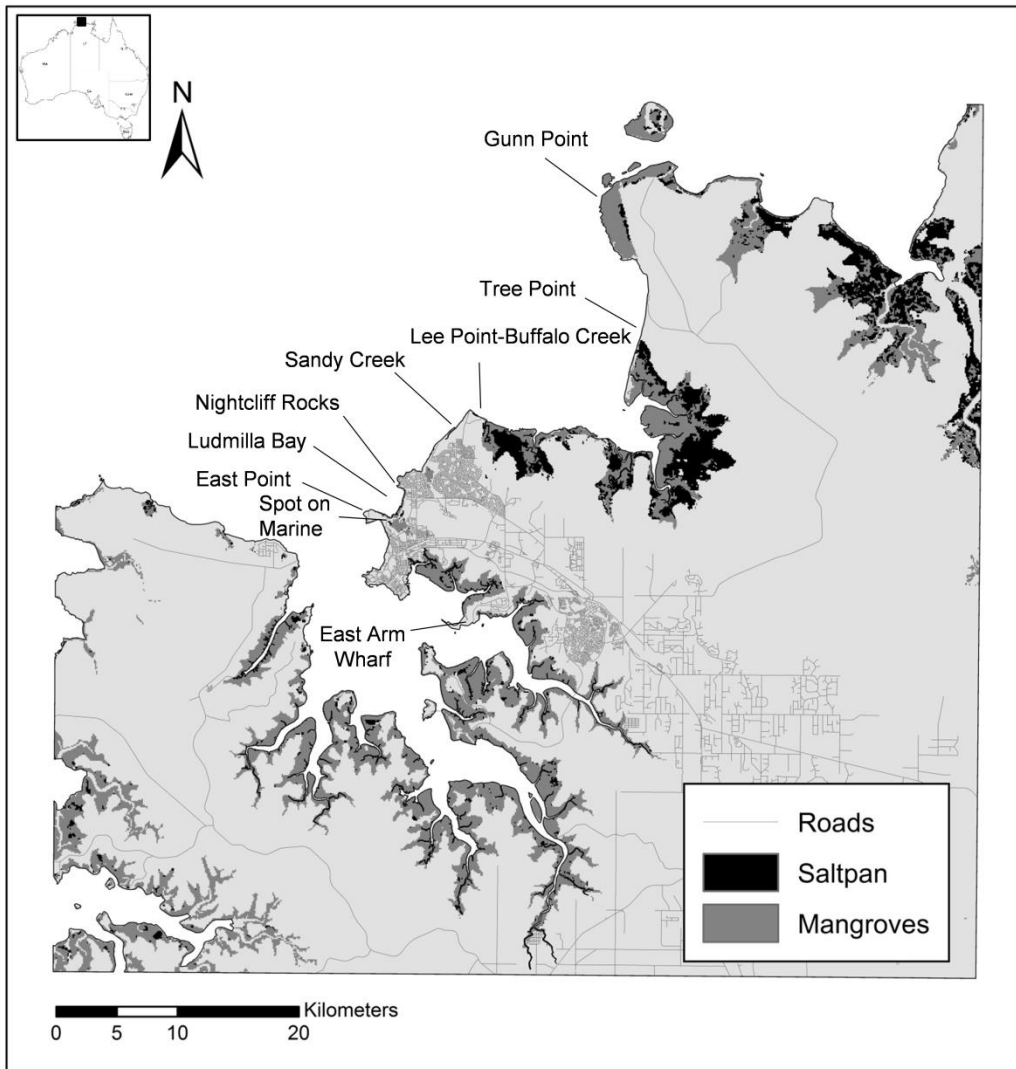 N
Gunn Point
Tree Point
Lee Point-Buffalo Creek
Sandy Creek
Nightcliff Rocks
Ludmilla Bay
East Point
Spot on
Marine
East Arm
Wharf
Roads
Saltpan
Mangroves
Kilometers
0 5 10 20